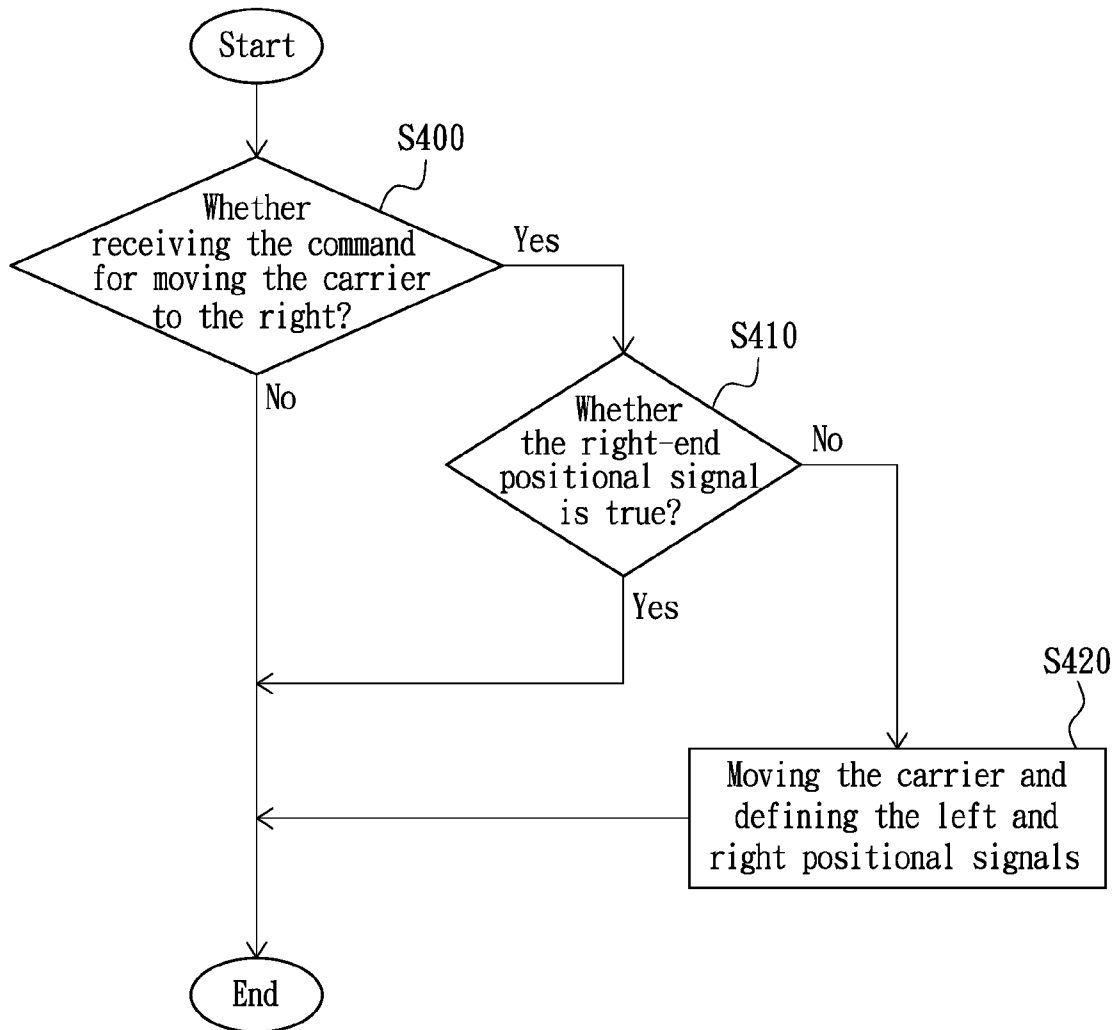 Start
S400
Whether
receiving the command
for moving the carrier
to the right?
Yes
No
S410
Whether
the right-end
positional signal
is true?
No
Yes
S420
Moving the carrier and
defining the left and
right positional signals
End